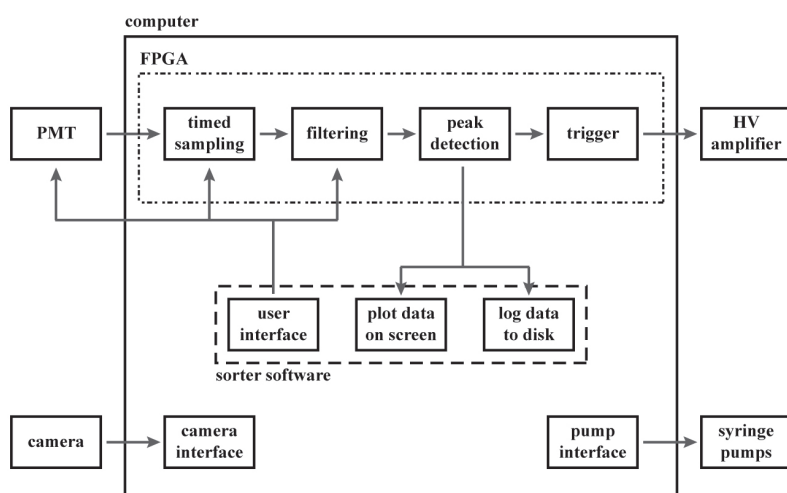 computer
FPGA
PMT
timed
sampling
filtering
peak
detection
trigger
HV
amplifier
user
interface
plot data
on screen
log data
to disk
sorter software
camera
camera
interface
pump
interface
syringe
pumps